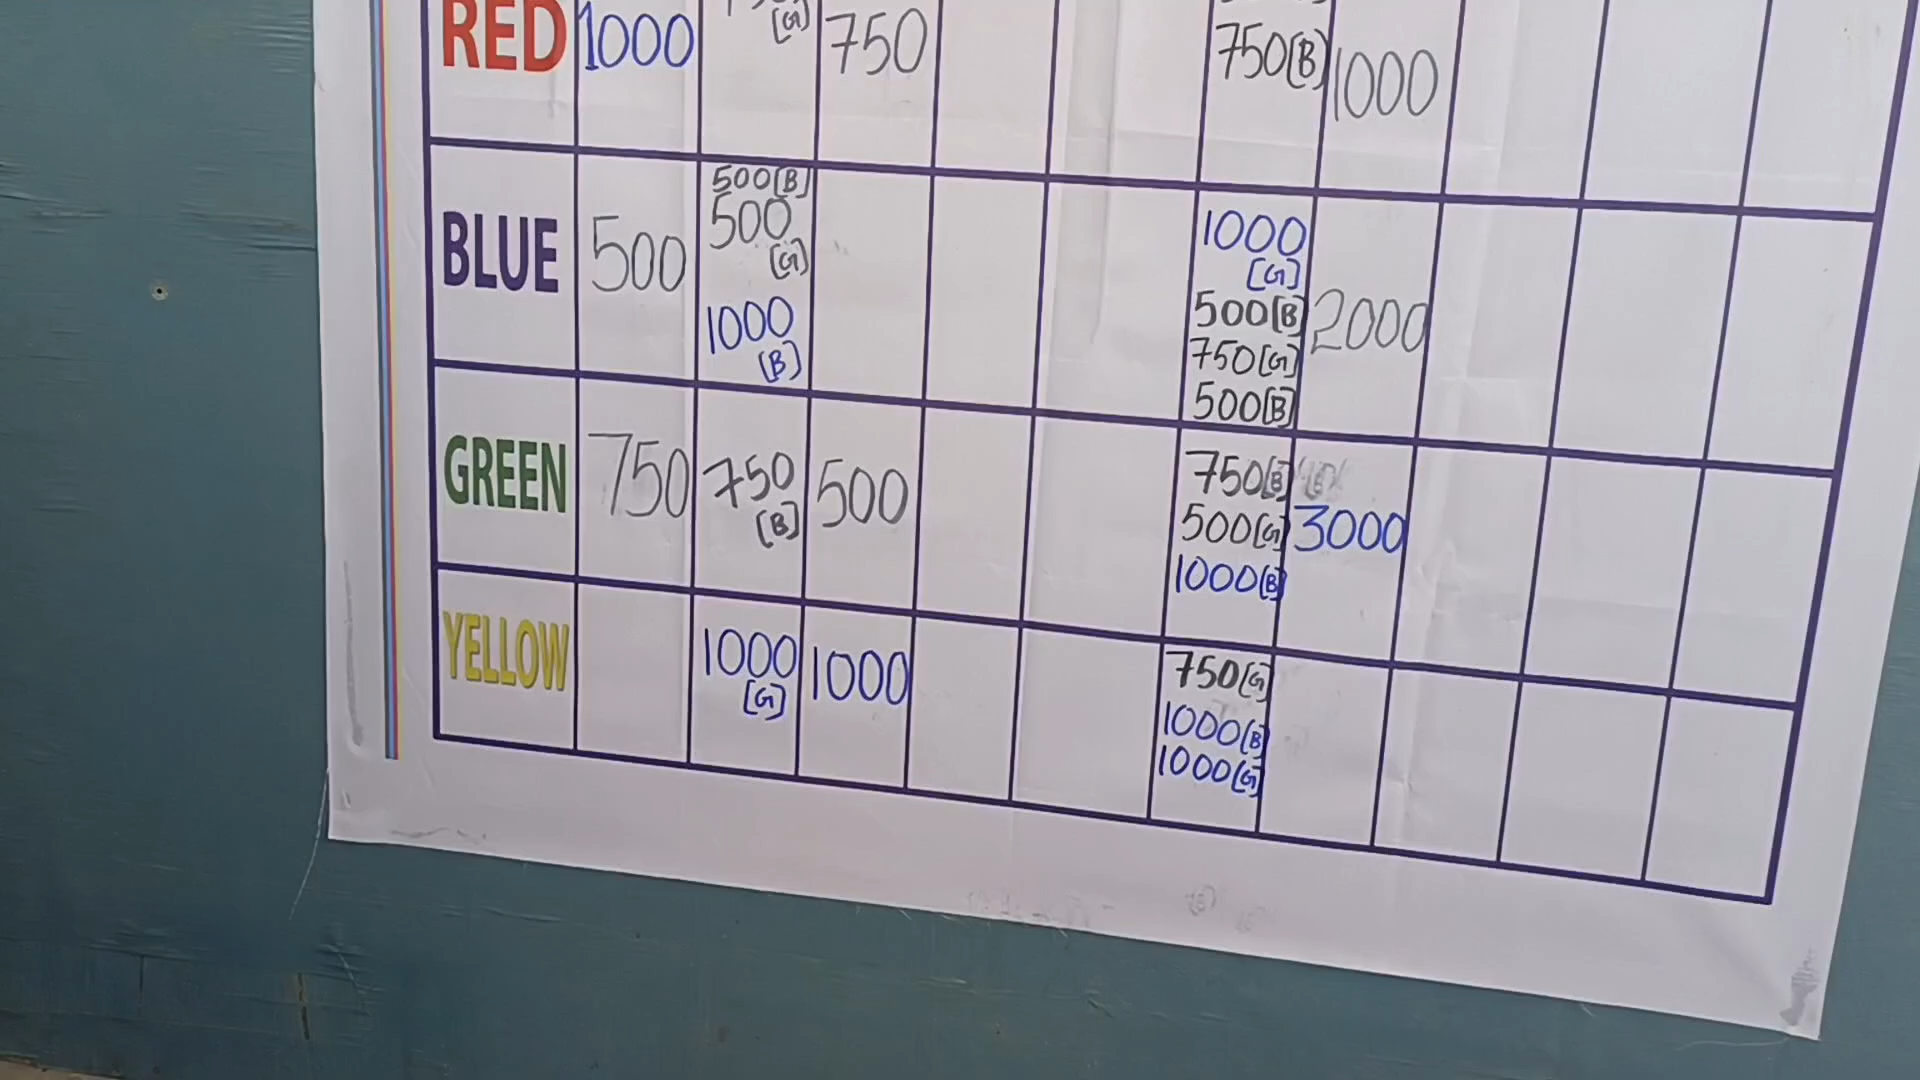 RED 1000 [G] 750 750[B] 1000
BLUE 500 500[B] 500 [G] 1000 [B] 1000 [G] 500[B] 750[G] 500[B] 2000
GREEN 750 750 [B] 500 750[B] 500[G] 1000[B] 3000
YELLOW 1000 [G] 1000 750[G] 1000[B] 1000[G]